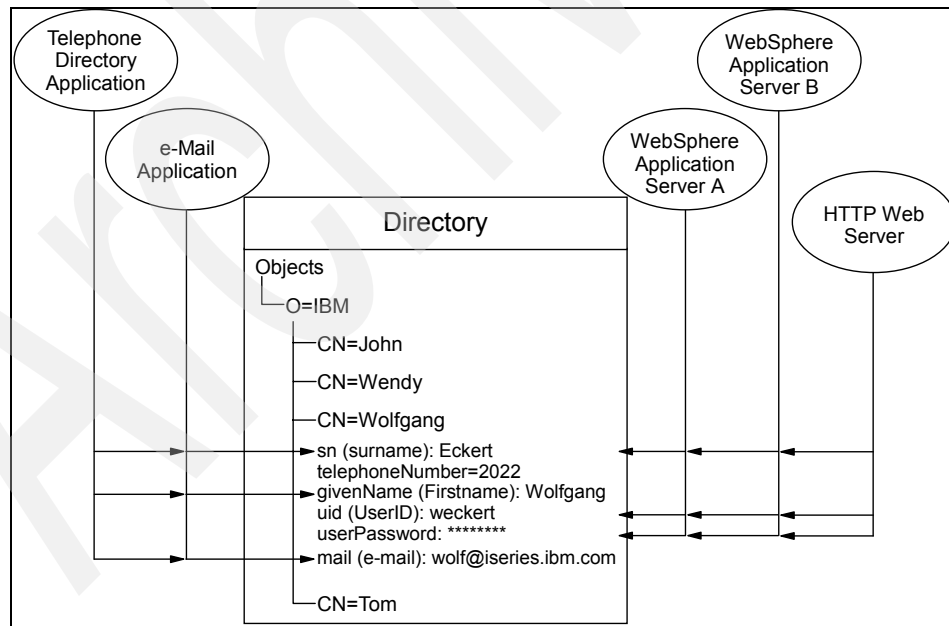 Telephone
Directory
Application
e-Mail
Application
WebSphere
Application
Server B
WebSphere
Application
Server A
HTTP Web
Server
Directory
Objects
O=IBM
CN=John
CN=Wendy
CN=Wolfgang
sn (surname): Eckert
telephoneNumber=2022
givenName (Firstname): Wolfgang
uid (UserID): weckert
userPassword: ********
mail (e-mail): wolf@iseries.ibm.com
CN=Tom